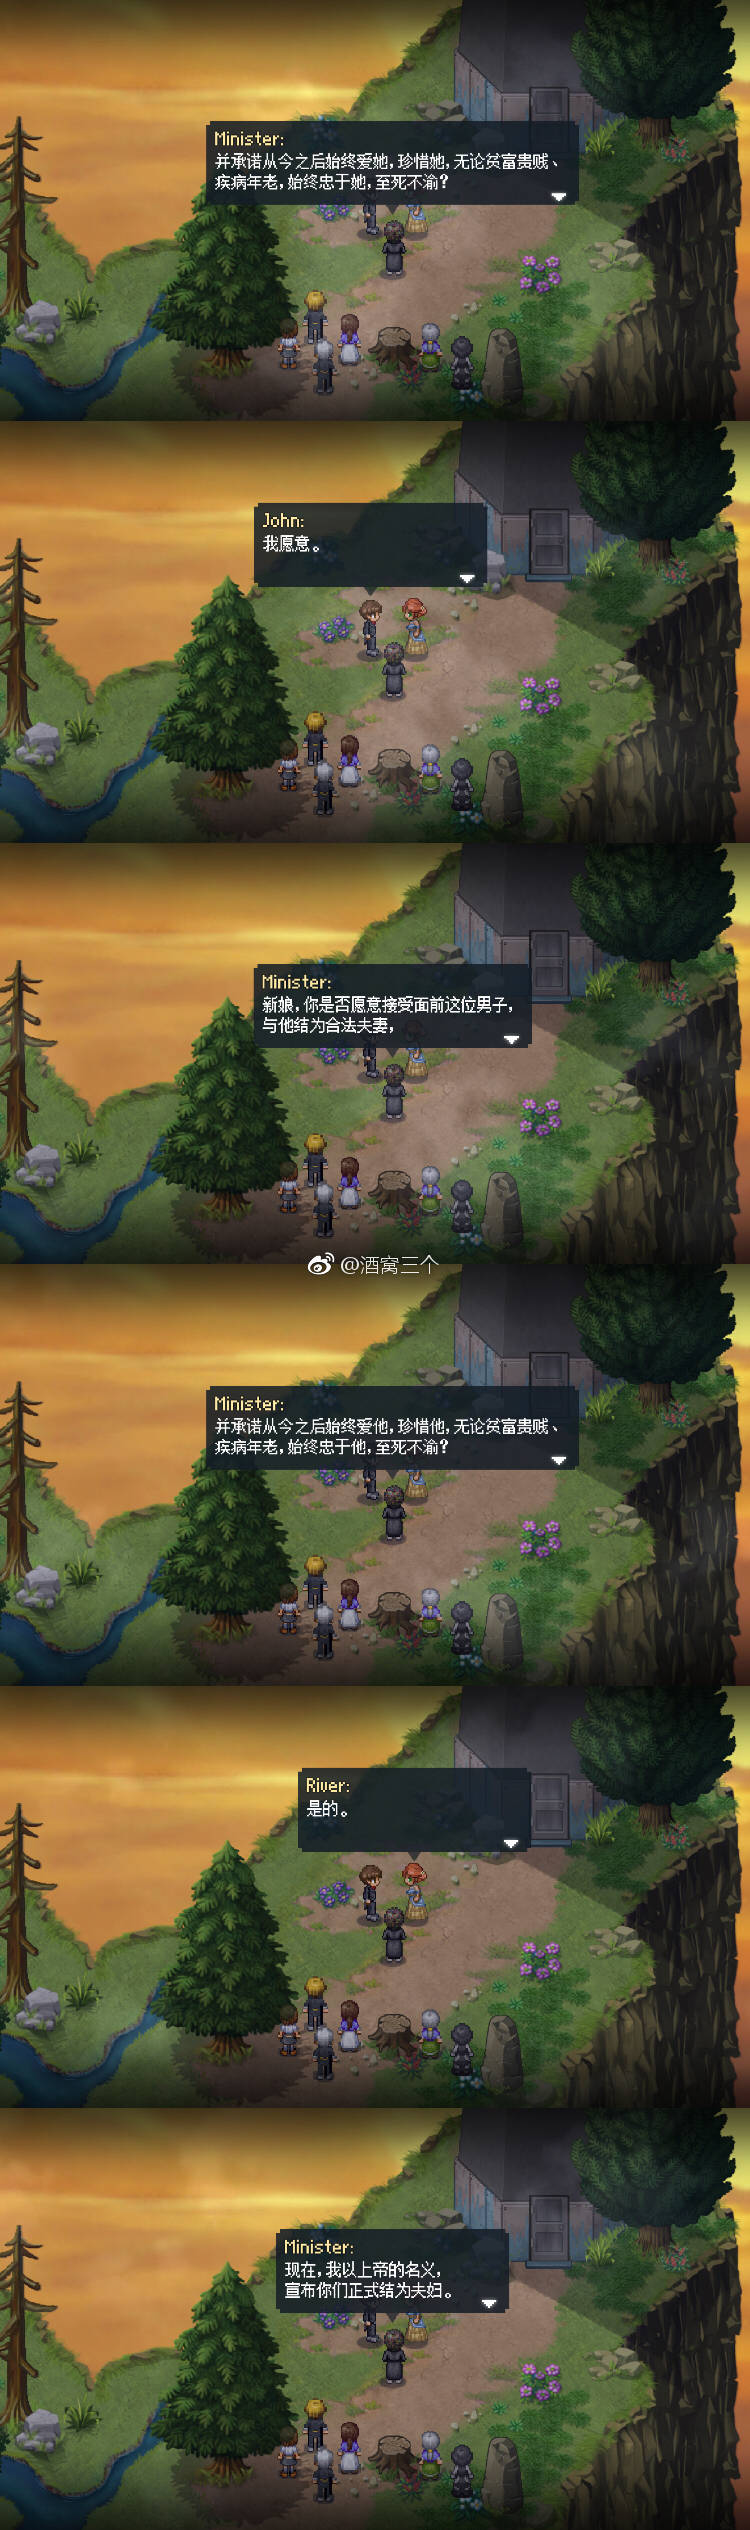 Minister:
并承诺从今之后始终爱她，珍惜她，无论贫富贵贱、
疾病年老，始终忠于她，至死不渝？
John:
我愿意。
Minister:
新娘，你是否愿意接受面前这位男子，
与他结为合法夫妻，
@酒窝三个
Minister:
并承诺从今之后始终爱他，珍惜他，无论贫富贵贱、
疾病年老，始终忠于他，至死不渝？
River:
是的。
Minister:
现在，我以上帝的名义，
宣布你们正式结为夫妇。